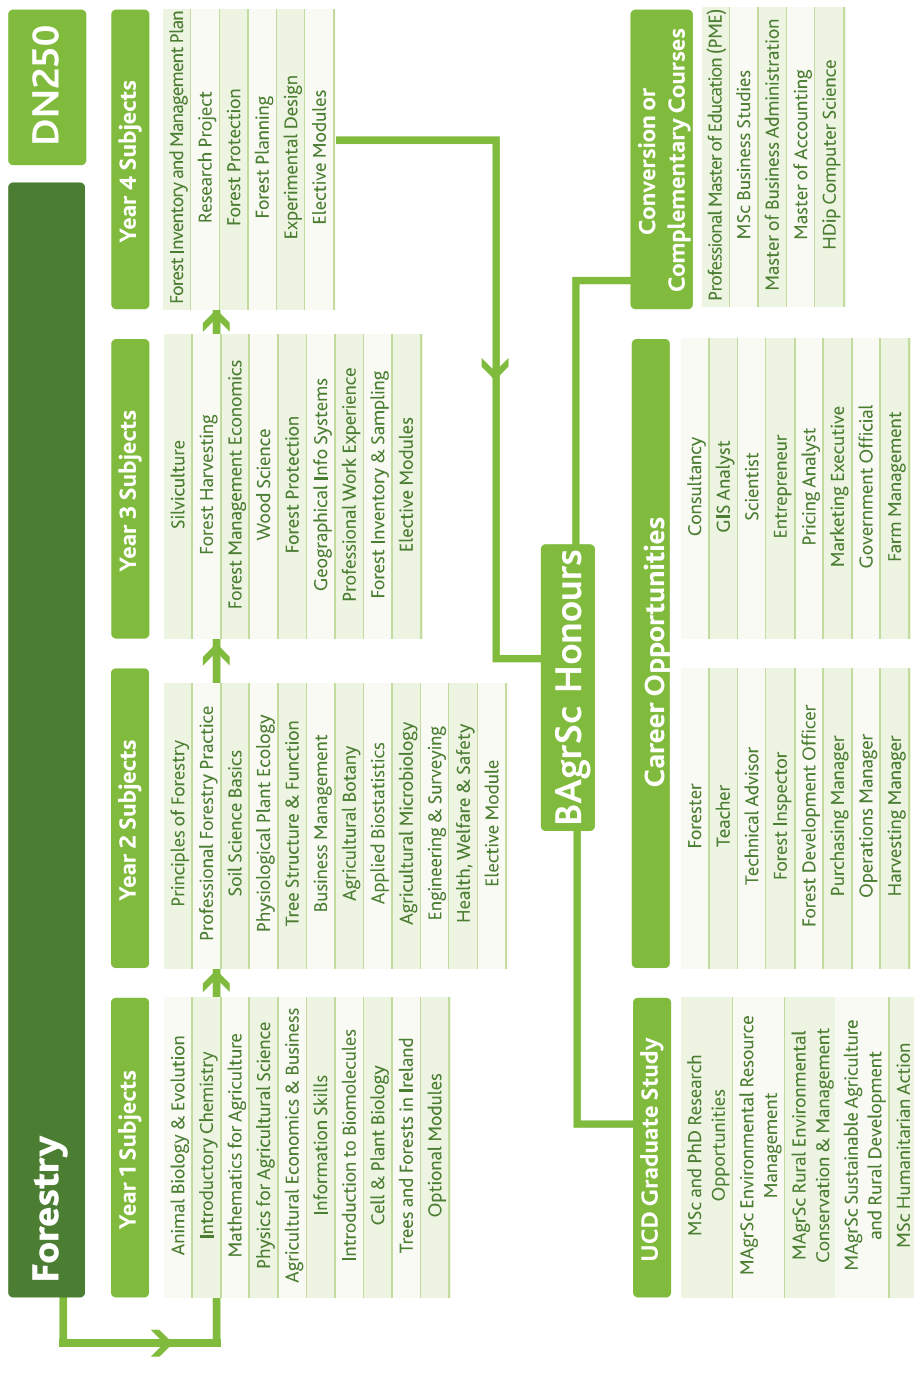 Forestry
DN250
Year 1 Subjects
Animal Biology & Evolution
Introductory Chemistry
Mathematics for Agriculture
Physics for Agricultural Science
Agricultural Economics & Business
Information Skills
Introduction to Biomolecules
Cell & Plant Biology
Trees and Forests in Ireland
Optional Modules
Year 2 Subjects
Principles of Forestry
Professional Forestry Practice
Soil Science Basics
Physiological Plant Ecology
Tree Structure & Function
Business Management
Agricultural Botany
Applied Biostatistics
Agricultural Microbiology
Engineering & Surveying
Health, Welfare & Safety
Elective Module
Year 3 Subjects
Silviculture
Forest Harvesting
Forest Management Economics
Wood Science
Forest Protection
Geographical Info Systems
Professional Work Experience
Forest Inventory & Sampling
Elective Modules
Year 4 Subjects
Forest Inventory and Management Plan
Research Project
Forest Protection
Forest Planning
Experimental Design
Elective Modules
BAgrSc Honours
UCD Graduate Study
MSc and PhD Research
Opportunities
MAgrSc Environmental Resource
Management
MAgrSc Rural Environmental
Conservation & Management
MAgrSc Sustainable Agriculture
and Rural Development
MSc Humanitarian Action
Career Opportunities
Forester
Teacher
Technical Advisor
Forest Inspector
Forest Development Officer
Purchasing Manager
Operations Manager
Harvesting Manager
Consultancy
GIS Analyst
Scientist
Entrepreneur
Pricing Analyst
Marketing Executive
Government Official
Farm Management
Conversion or
Complementary Courses
Professional Master of Education (PME)
MSc Business Studies
Master of Business Administration
Master of Accounting
HDip Computer Science